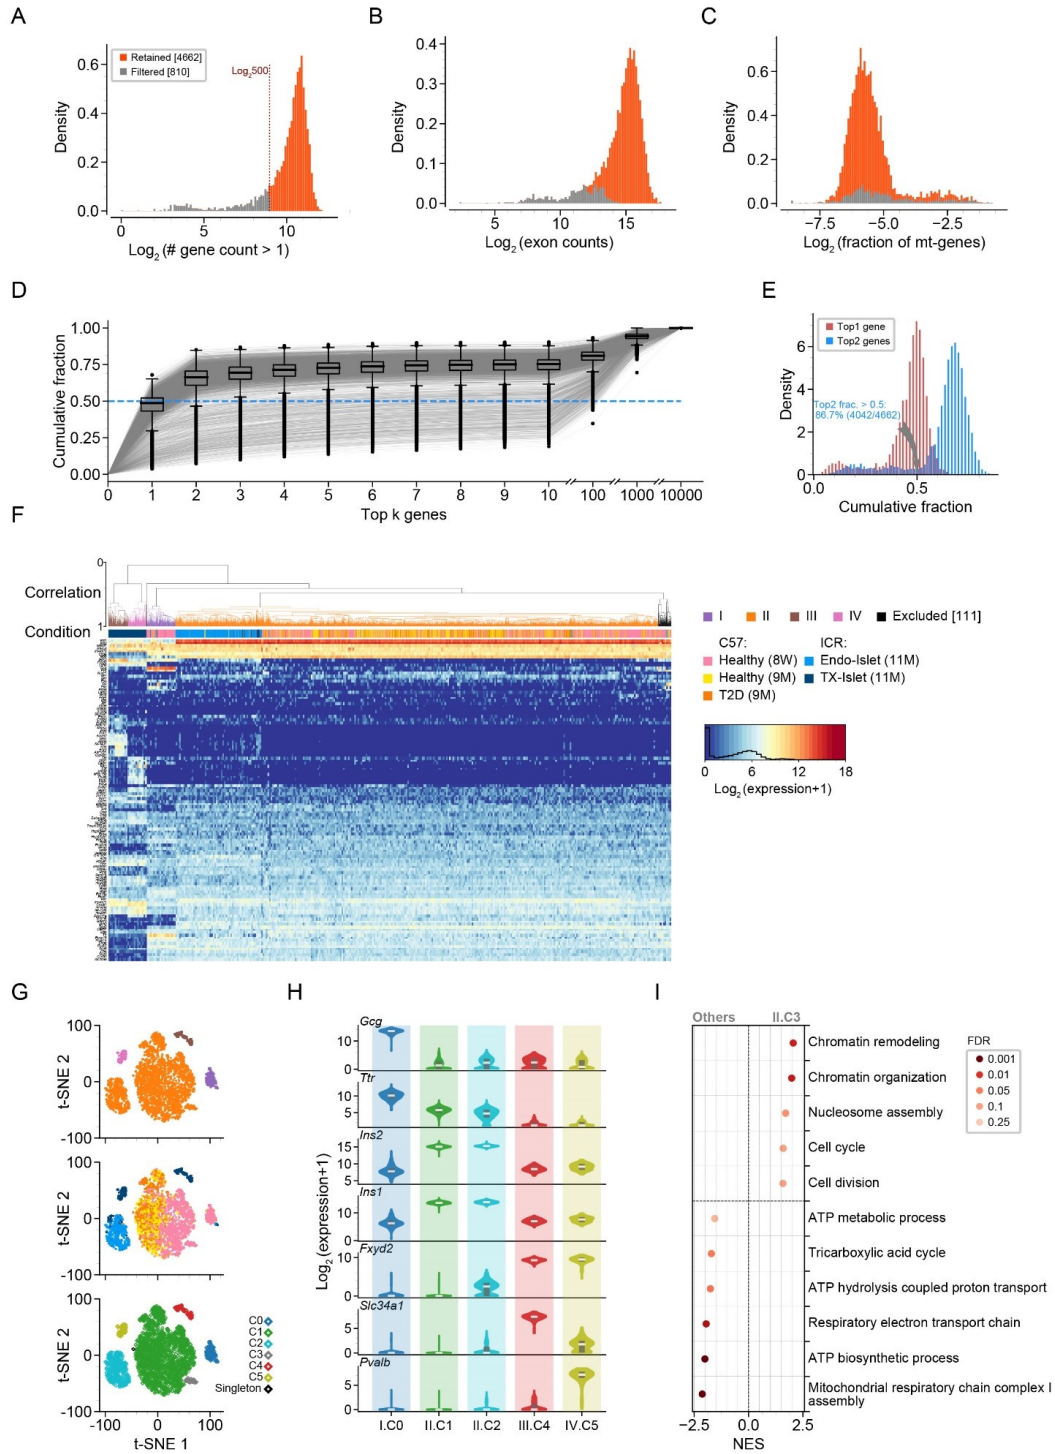 A
B
C
Retained [4662]
Filtered [810]
Log2500
0.6
0.4
0.2
0.0
Density
0
5
10
Log2 (# gene count > 1)
0.4
0.3
0.2
0.1
0.0
Density
5
10
15
Log2 (exon counts)
0.6
0.4
0.2
0.0
Density
−7.5
−5.0
−2.5
Log2 (fraction of mt-genes)
D
E
1.00
0.75
0.50
0.25
0.00
Cumulative fraction
0
1
2
3
4
5
6
7
8
9
10
100
1000
10000
Top k genes
Top1 gene
Top2 genes
Top2 frac. > 0.5:
86.7% (4042/4662)
6
4
2
0
Density
0.0
0.5
Cumulative fraction
F
0
Correlation
1
Condition
I
II
III
IV
Excluded [111]
C57:
ICR:
Healthy (8W)
Endo-Islet (11M)
Healthy (9M)
TX-Islet (11M)
T2D (9M)
0
6
12
18
Log2 (expression+1)
G
H
I
100
0
-100
t-SNE 2
100
0
-100
t-SNE 2
100
0
-100
t-SNE 2
C0
C1
C2
C3
C4
C5
Singleton
-100
0
100
t-SNE 1
Log2 (expression+1)
Gcg
10
0
Ttr
10
5
Ins2
15
10
5
Ins1
10
0
Fxyd2
10
0
Slc34a1
5
0
Pvalb
5
0
I.C0
II.C1
II.C2
III.C4
IV.C5
Others
II.C3
FDR
0.001
0.01
0.05
0.1
0.25
Chromatin remodeling
Chromatin organization
Nucleosome assembly
Cell cycle
Cell division
ATP metabolic process
Tricarboxylic acid cycle
ATP hydrolysis coupled proton transport
Respiratory electron transport chain
ATP biosynthetic process
Mitochondrial respiratory chain complex I
assembly
−2.5
0.0
2.5
NES